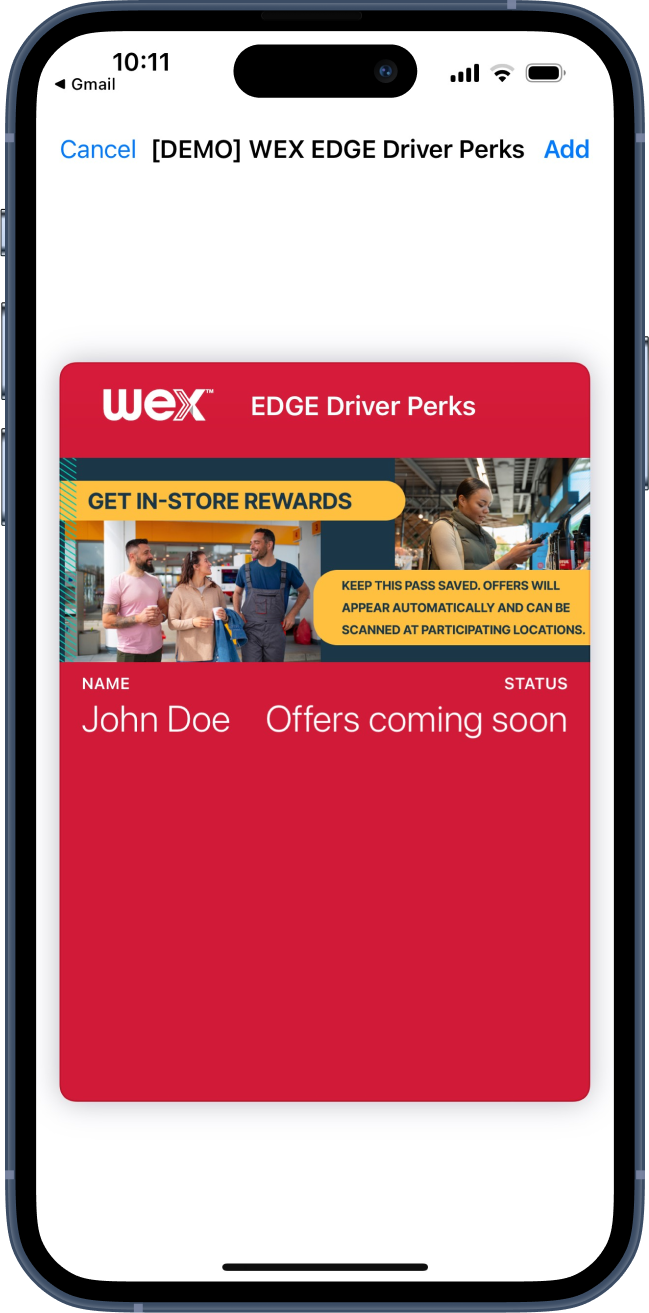 10:11
◀ Gmail
Cancel [DEMO] WEX EDGE Driver Perks Add
wex™ EDGE Driver Perks
GET IN-STORE REWARDS
KEEP THIS PASS SAVED. OFFERS WILL
APPEAR AUTOMATICALLY AND CAN BE
SCANNED AT PARTICIPATING LOCATIONS.
NAME STATUS
John Doe Offers coming soon